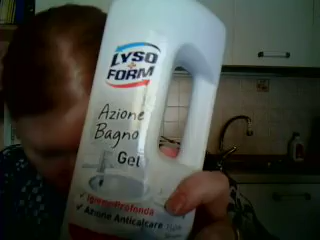 LYSO
FORM
Azione
Bagno
Gel
✓ Igiene Profonda
✓ Azione Anticalcare